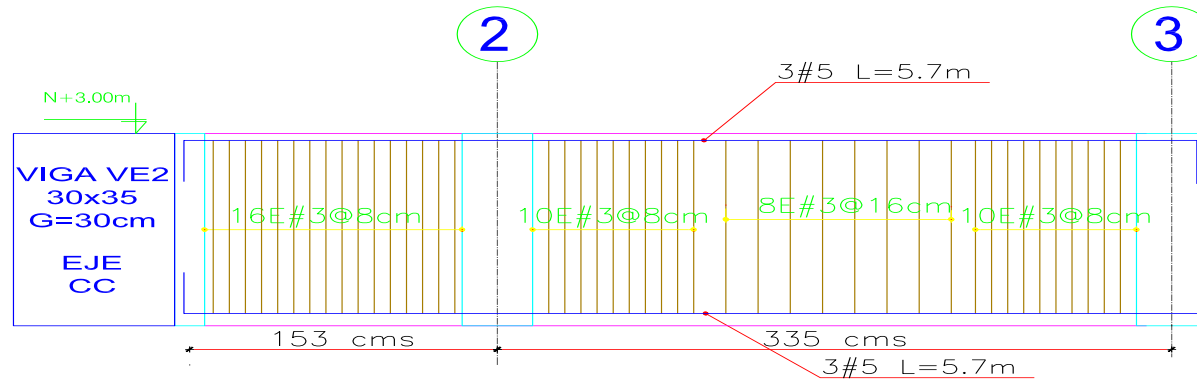 2
3
3#5 L=5.7m
N+3.00m
VIGA VE2
30x35
G=30cm
EJE
CC
16E#3@8cm
10E#3@8cm
8E#3@16cm
10E#3@8cm
153 cms
335 cms
3#5 L=5.7m